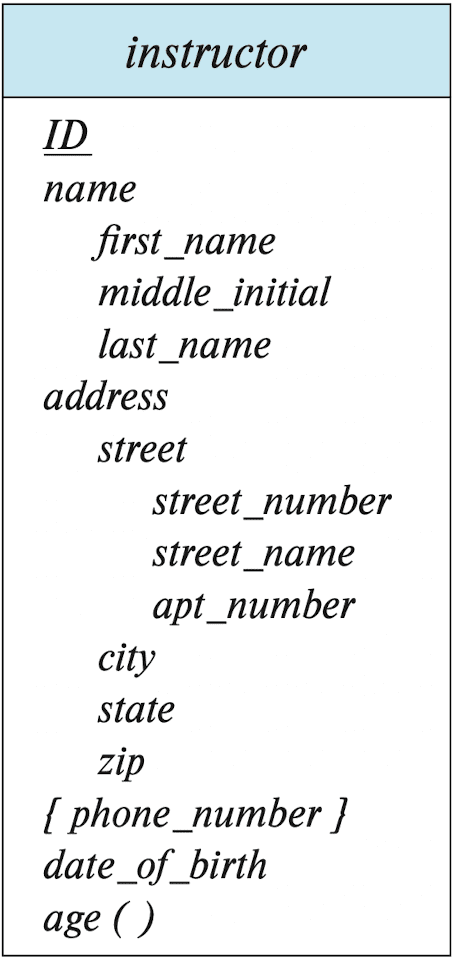 instructor
ID
name
first_name
middle_initial
last_name
address
street
street_number
street_name
apt_number
city
state
zip
{ phone_number }
date_of_birth
age ( )